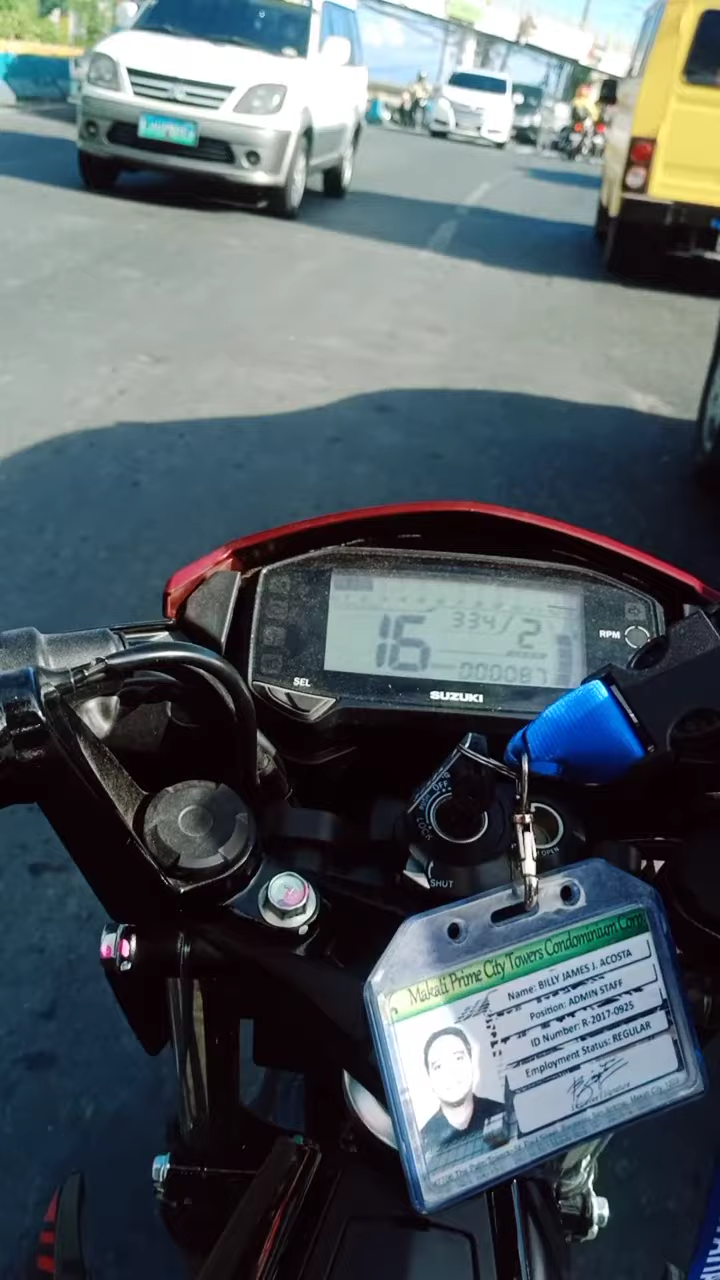 334/2
16
000087
RPM
SEL
SUZUKI
OFF
PUSH
LOCK
OPEN
SHUT
Makati Prime City Towers Condominium Corp
Name: BILLY JAMES J. ACOSTA
Position: ADMIN STAFF
ID Number: R-2017-0925
Employment Status: REGULAR